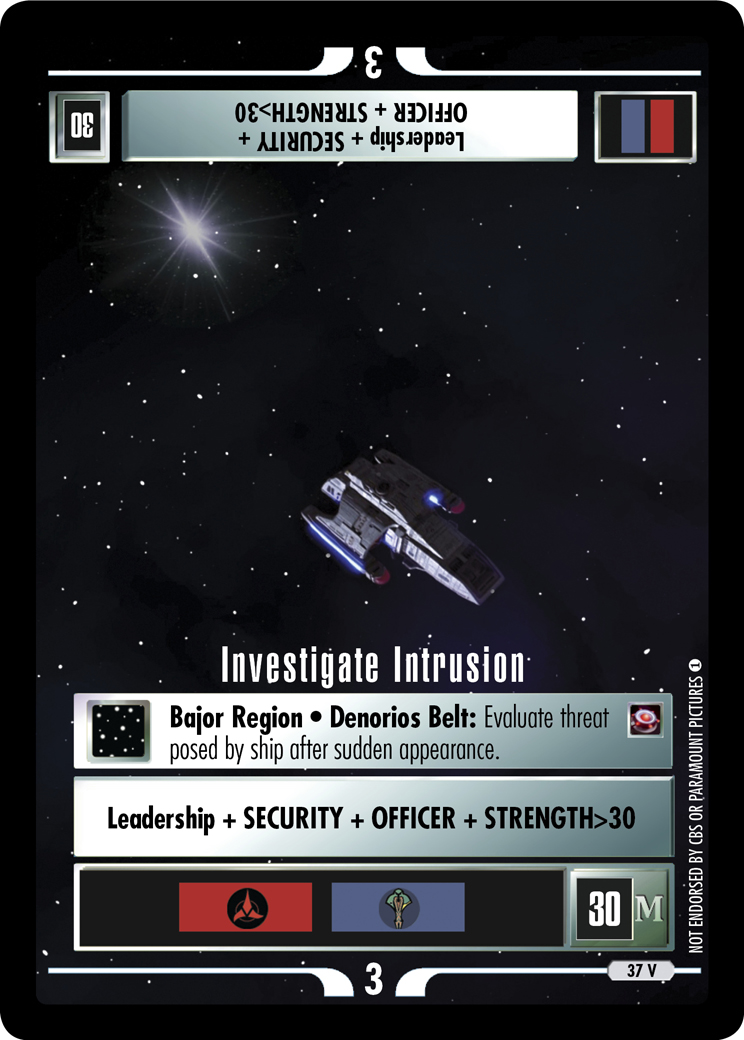 3
30
Leadership + SECURITY +
OFFICER + STRENGTH>30
Investigate Intrusion
Bajor Region • Denorios Belt: Evaluate threat
posed by ship after sudden appearance.
Leadership + SECURITY + OFFICER + STRENGTH>30
30 M
3
37 V
NOT ENDORSED BY CBS OR PARAMOUNT PICTURES 1